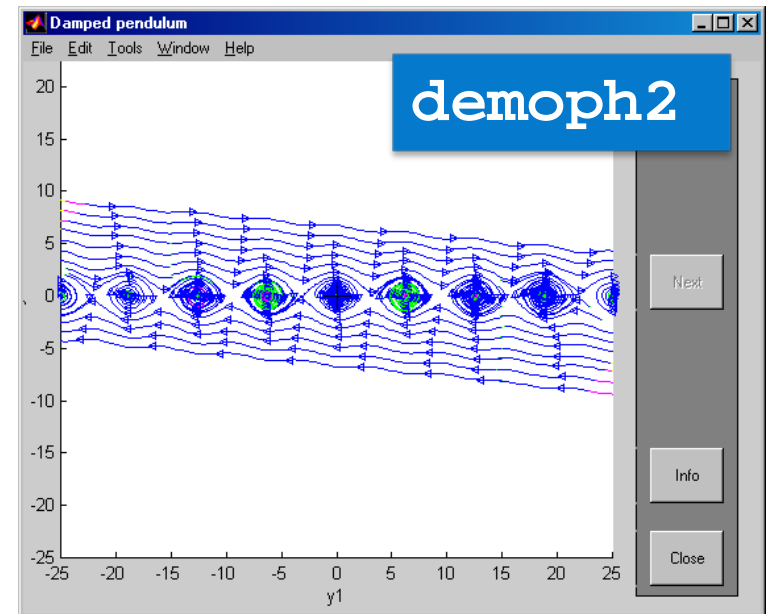 Damped pendulum
File Edit Tools Window Help
demoph2
20
15
10
5
0
-5
-10
-15
-20
-25
-25 -20 -15 -10 -5 0 5 10 15 20 25
y1
Next
Info
Close